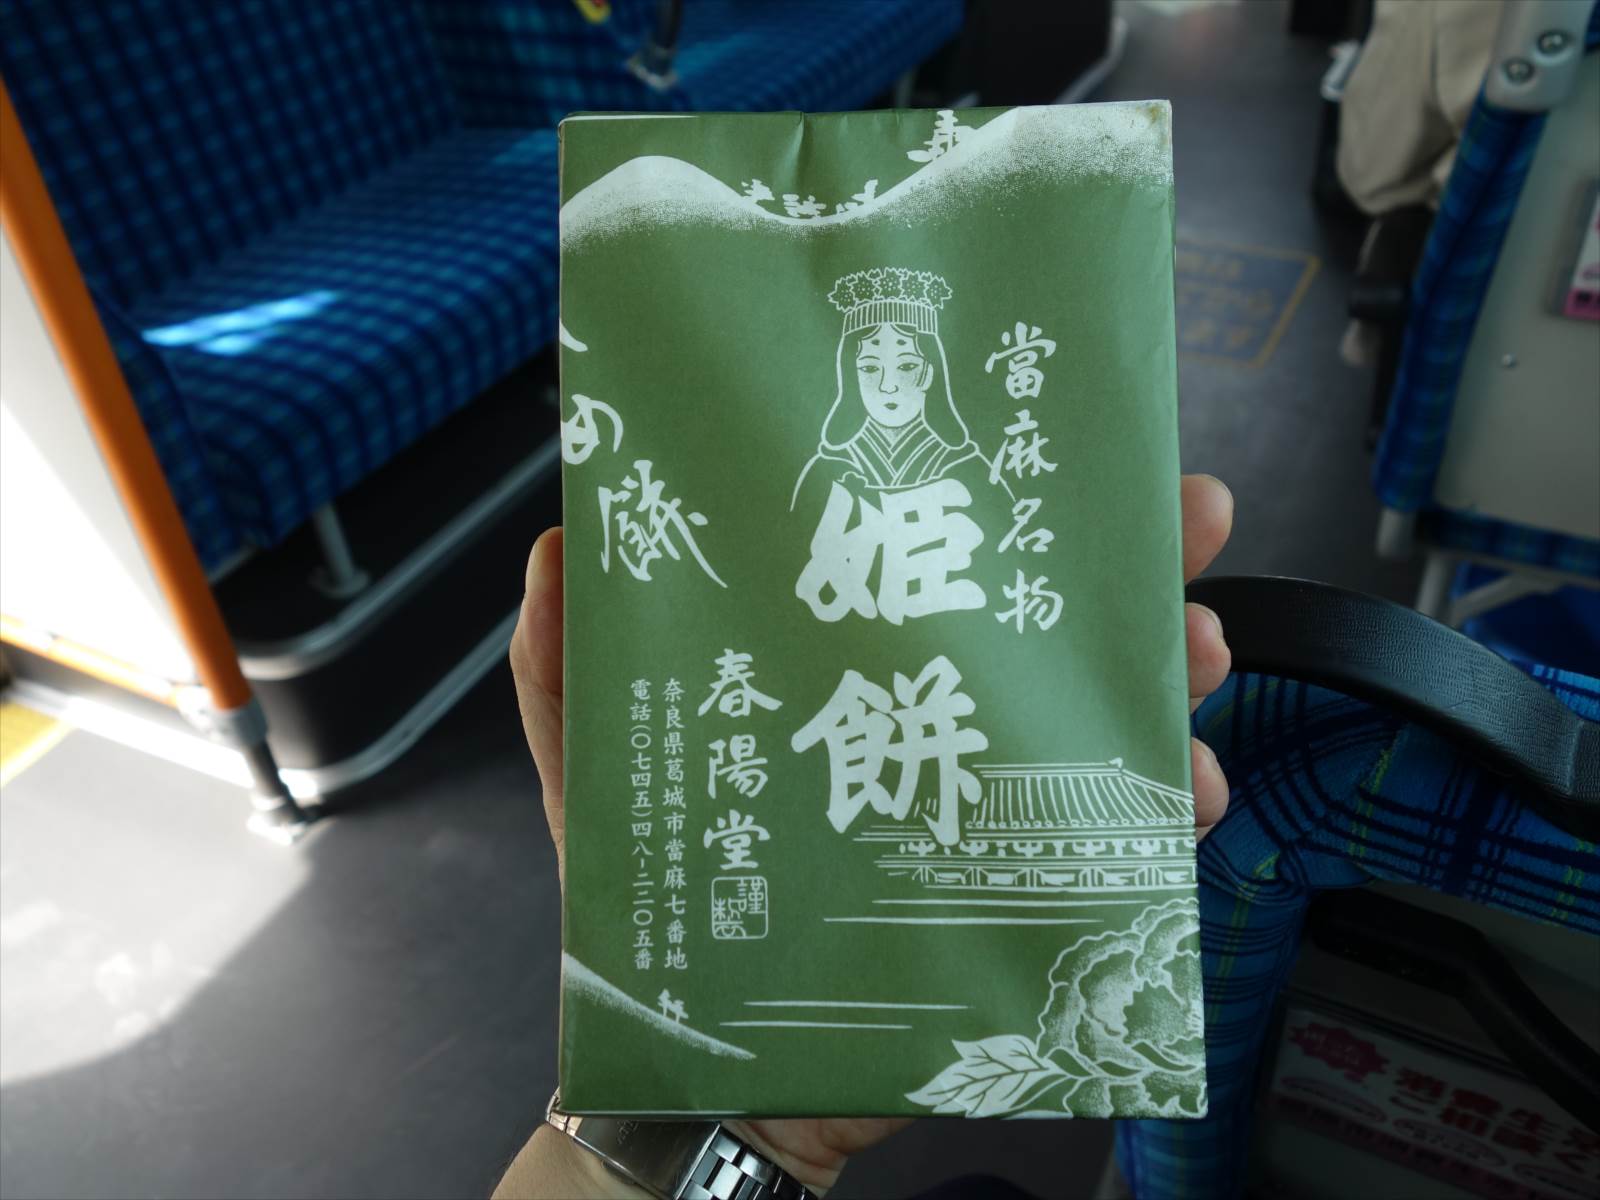 當麻名物
姫餅
春陽堂
謹製
奈良県葛城市當麻七番地
電話(〇七四五)四八-二二〇五番